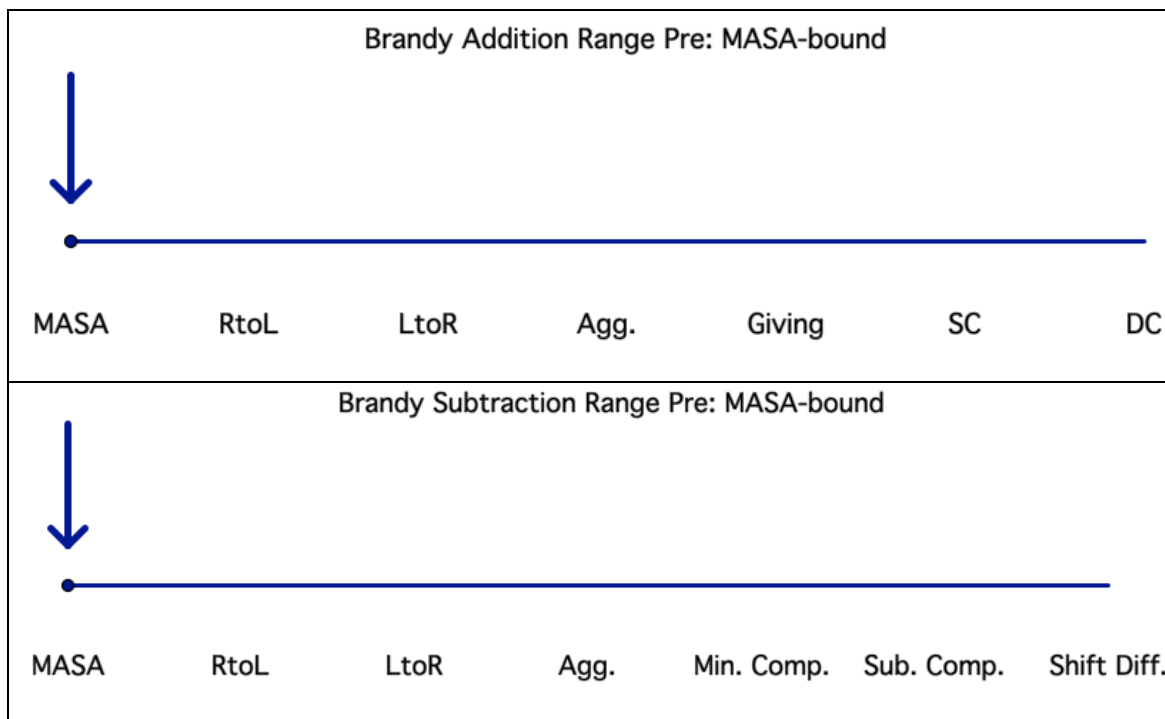 Brandy Addition Range Pre: MASA-bound
MASA RtoL LtoR Agg. Giving SC DC
Brandy Subtraction Range Pre: MASA-bound
MASA RtoL LtoR Agg. Min. Comp. Sub. Comp. Shift Diff.